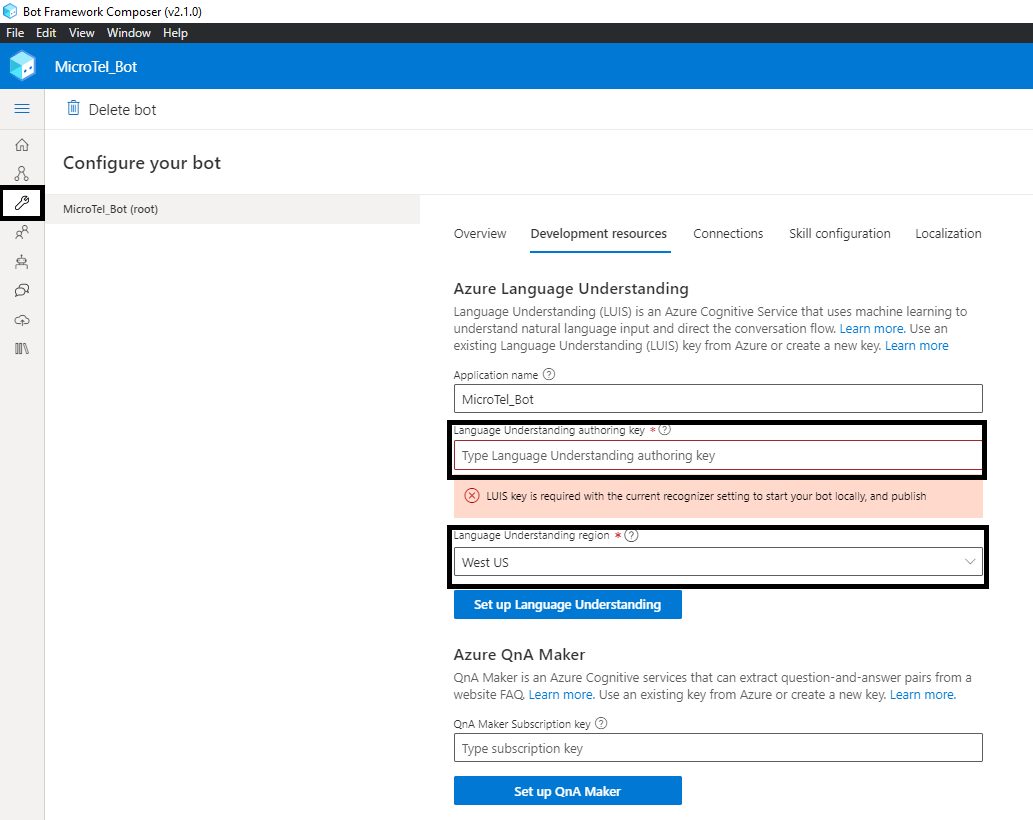 Bot Framework Composer (v2.1.0)
File Edit View Window Help
MicroTel_Bot
Delete bot
Configure your bot
MicroTel_Bot (root)
Overview Development resources Connections Skill configuration Localization
Azure Language Understanding
Language Understanding (LUIS) is an Azure Cognitive Service that uses machine learning to
understand natural language input and direct the conversation flow. Learn more. Use an
existing Language Understanding (LUIS) key from Azure or create a new key. Learn more
Application name ?
MicroTel_Bot
Language Understanding authoring key * ?
Type Language Understanding authoring key
LUIS key is required with the current recognizer setting to start your bot locally, and publish
Language Understanding region * ?
West US
Set up Language Understanding
Azure QnA Maker
QnA Maker is an Azure Cognitive services that can extract question-and-answer pairs from a
website FAQ. Learn more. Use an existing key from Azure or create a new key. Learn more.
QnA Maker Subscription key ?
Type subscription key
Set up QnA Maker